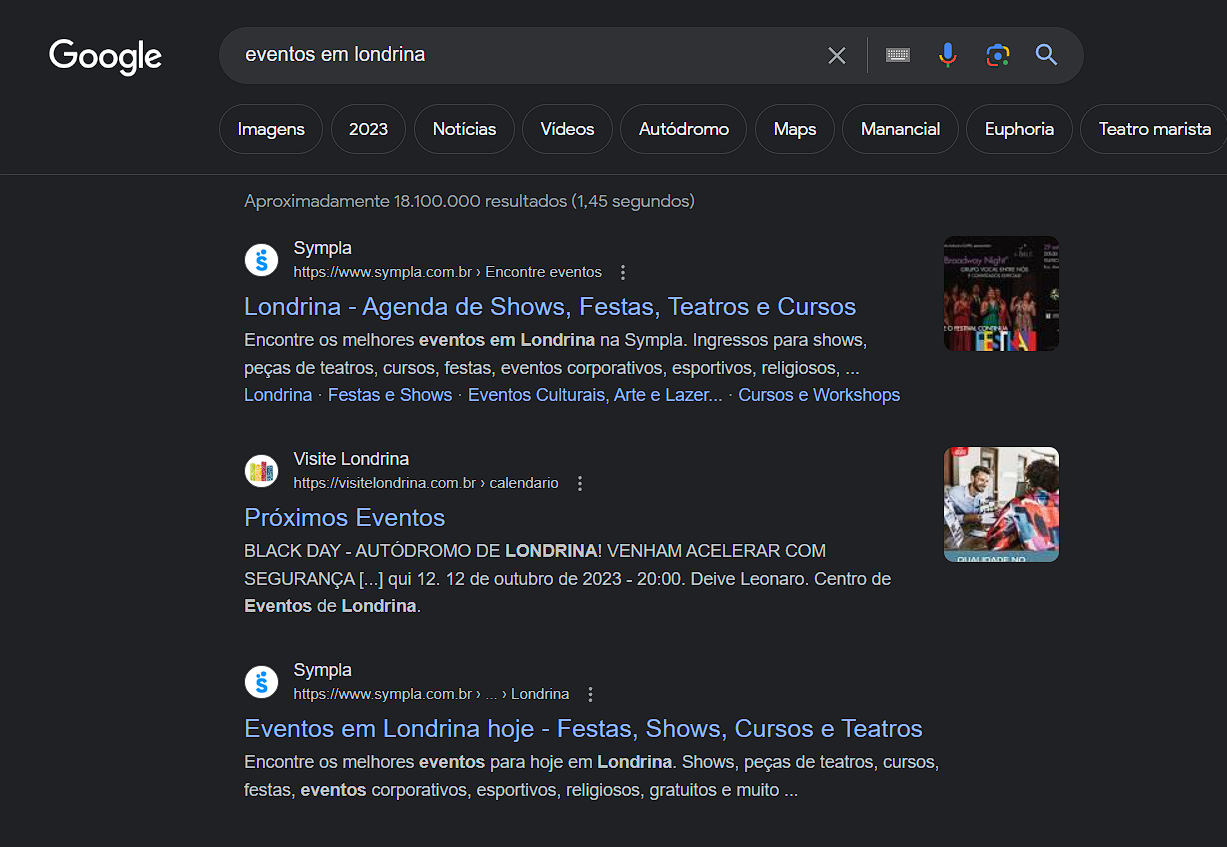 Google
eventos em londrina
Imagens 2023 Notícias Vídeos Autódromo Maps Manancial Euphoria Teatro marista
Aproximadamente 18.100.000 resultados (1,45 segundos)
Sympla
https://www.sympla.com.br › Encontre eventos
Londrina - Agenda de Shows, Festas, Teatros e Cursos
Encontre os melhores eventos em Londrina na Sympla. Ingressos para shows,
peças de teatros, cursos, festas, eventos corporativos, esportivos, religiosos, ...
Londrina · Festas e Shows · Eventos Culturais, Arte e Lazer... · Cursos e Workshops
Broadway Night"
GRUPO VOCAL ENTRE NÓS
E CONVIDADOS ESPECIAIS
E O FESTIVAL CONTINUA
Visite Londrina
https://visitelondrina.com.br › calendario
Próximos Eventos
BLACK DAY - AUTÓDROMO DE LONDRINA! VENHAM ACELERAR COM
SEGURANÇA [...] qui 12. 12 de outubro de 2023 - 20:00. Deive Leonaro. Centro de
Eventos de Londrina.
QUALIDADE NO
Sympla
https://www.sympla.com.br › ... › Londrina
Eventos em Londrina hoje - Festas, Shows, Cursos e Teatros
Encontre os melhores eventos para hoje em Londrina. Shows, peças de teatros, cursos,
festas, eventos corporativos, esportivos, religiosos, gratuitos e muito ...